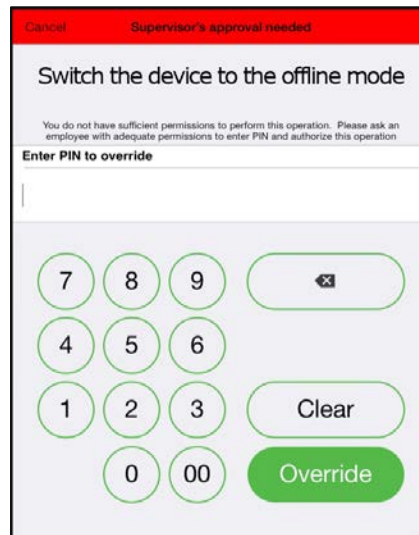 Cancel Supervisor's approval needed
Switch the device to the offline mode
You do not have sufficient permissions to perform this operation. Please ask an
employee with adequate permissions to enter PIN and authorize this operation
Enter PIN to override
7 8 9
4 5 6
1 2 3 Clear
0 00 Override